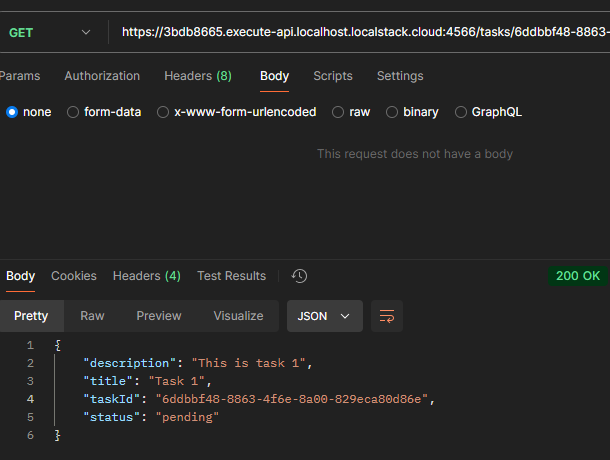 GET https://3bdb8665.execute-api.localhost.localstack.cloud:4566/tasks/6ddbbf48-8863-
Params Authorization Headers (8) Body Scripts Settings
none form-data x-www-form-urlencoded raw binary GraphQL
This request does not have a body
Body Cookies Headers (4) Test Results 200 OK
Pretty Raw Preview Visualize JSON
1 {
2 "description": "This is task 1",
3 "title": "Task 1",
4 "taskId": "6ddbbf48-8863-4f6e-8a00-829eca80d86e",
5 "status": "pending"
6 }